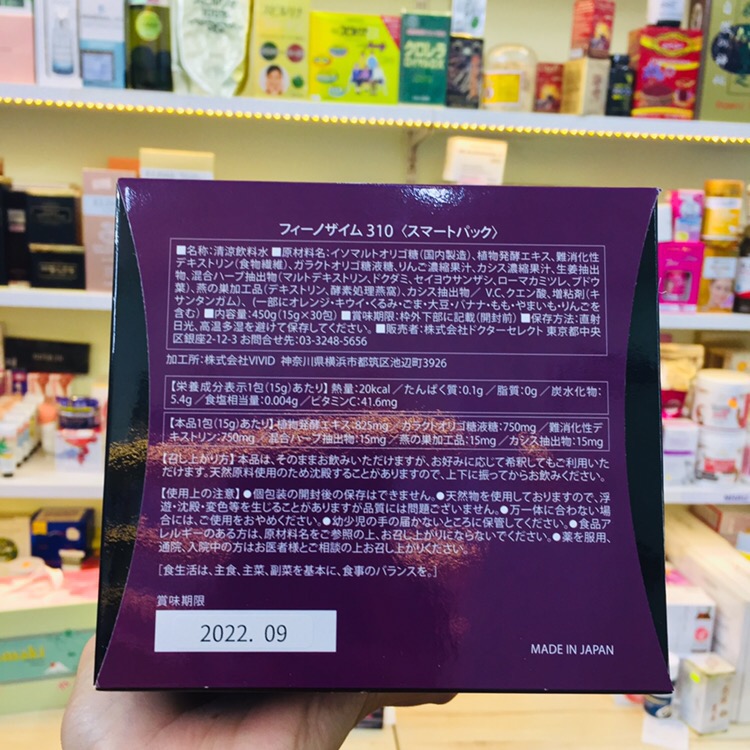 フィーノザイム 310 〈スマートパック〉
■名称：清涼飲料水 ■原材料名：イソマルトオリゴ糖（国内製造）、植物発酵エキス、難消化性
デキストリン（食物繊維）、ガラクトオリゴ糖液糖、りんご濃縮果汁、カシス濃縮果汁、生姜抽出
物、混合ハーブ抽出物（マルトデキストリン、ドクダミ、セイヨウサンザシ、ローマカミツレ、ブドウ
葉）、燕の巣加工品（デキストリン、酵素処理燕窩）、カシス抽出物／V.C、クエン酸、増粘剤（キ
サンタンガム）、（一部にオレンジ・キウイ・くるみ・ごま・大豆・バナナ・もも・やまいも・りんごを
含む） ■内容量：450g（15g×30包） ■賞味期限：枠外下部に記載（開封前） ■保存方法：直射
日光、高温多湿を避けて保存してください。 ■販売者：株式会社ドクターセレクト 東京都中央
区銀座2-12-3 お問合せ先：03-3248-5656
加工所：株式会社VIVID 神奈川県横浜市都筑区池辺町3926
【栄養成分表示1包（15g）あたり】 熱量：20kcal ／たんぱく質：0.1g ／脂質：0g ／炭水化物：
5.4g ／食塩相当量：0.004g ／ビタミンC：41.6mg
【本品1包（15g）あたり】 植物発酵エキス：825mg ／ ガラクトオリゴ糖液糖：750mg ／ 難消化性デ
キストリン：750mg ／ 混合ハーブ抽出物：15mg ／ 燕の巣加工品：15mg ／ カシス抽出物：15mg
【召し上がり方】 本品は、そのままお飲みいただけますが、お好みに応じて希釈してもご利用いた
だけます。天然原料使用のため沈殿することがありますので、上下に振ってからお飲みください。
【使用上の注意】 ●個包装の開封後の保存はできません。●天然物を使用しておりますので、浮
遊・沈殿・変色等を生じることがありますが品質には問題ございません。●万一体に合わない場
合には、ご使用をおやめください。●幼少児の手の届かないところに保管してください。●食品ア
レルギーのある方は、原材料名をご参照の上、お召し上がりにならないでください。●薬を服用、
通院、入院中の方はお医者様とご相談の上お召し上がりください。
［食生活は、主食、主菜、副菜を基本に、食事のバランスを。］
賞味期限
2022. 09
MADE IN JAPAN